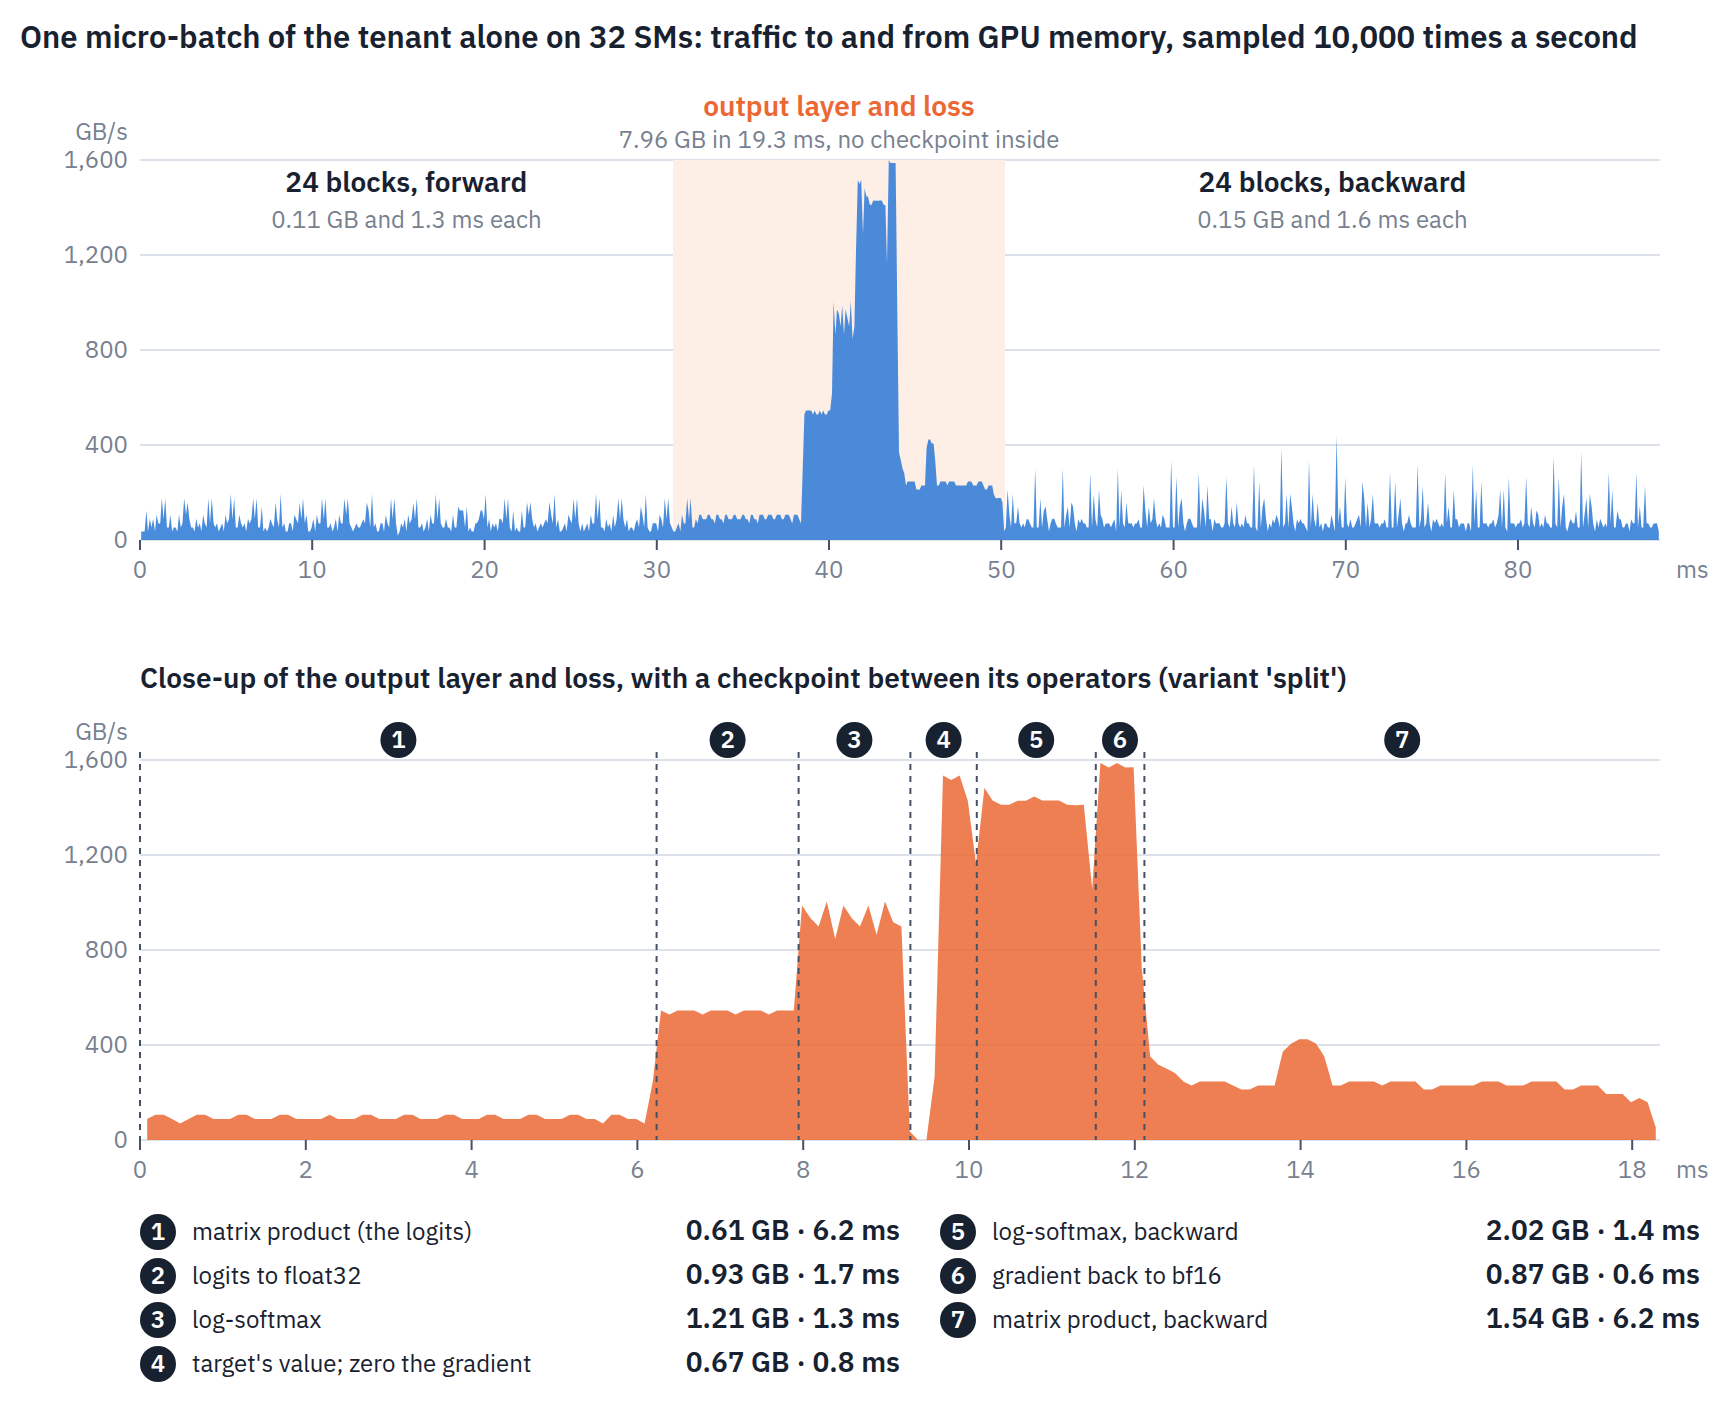 One micro-batch of the tenant alone on 32 SMs: traffic to and from GPU memory, sampled 10,000 times a second
output layer and loss
7.96 GB in 19.3 ms, no checkpoint inside
GB/s
1,600
24 blocks, forward
0.11 GB and 1.3 ms each
24 blocks, backward
0.15 GB and 1.6 ms each
1,200
800
400
0
0 10 20 30 40 50 60 70 80 ms
Close-up of the output layer and loss, with a checkpoint between its operators (variant 'split')
GB/s
1 2 3 4 5 6 7
1,600
1,200
800
400
0
0 2 4 6 8 10 12 14 16 18 ms
1 matrix product (the logits) 0.61 GB · 6.2 ms
2 logits to float32 0.93 GB · 1.7 ms
3 log-softmax 1.21 GB · 1.3 ms
4 target's value; zero the gradient 0.67 GB · 0.8 ms
5 log-softmax, backward 2.02 GB · 1.4 ms
6 gradient back to bf16 0.87 GB · 0.6 ms
7 matrix product, backward 1.54 GB · 6.2 ms